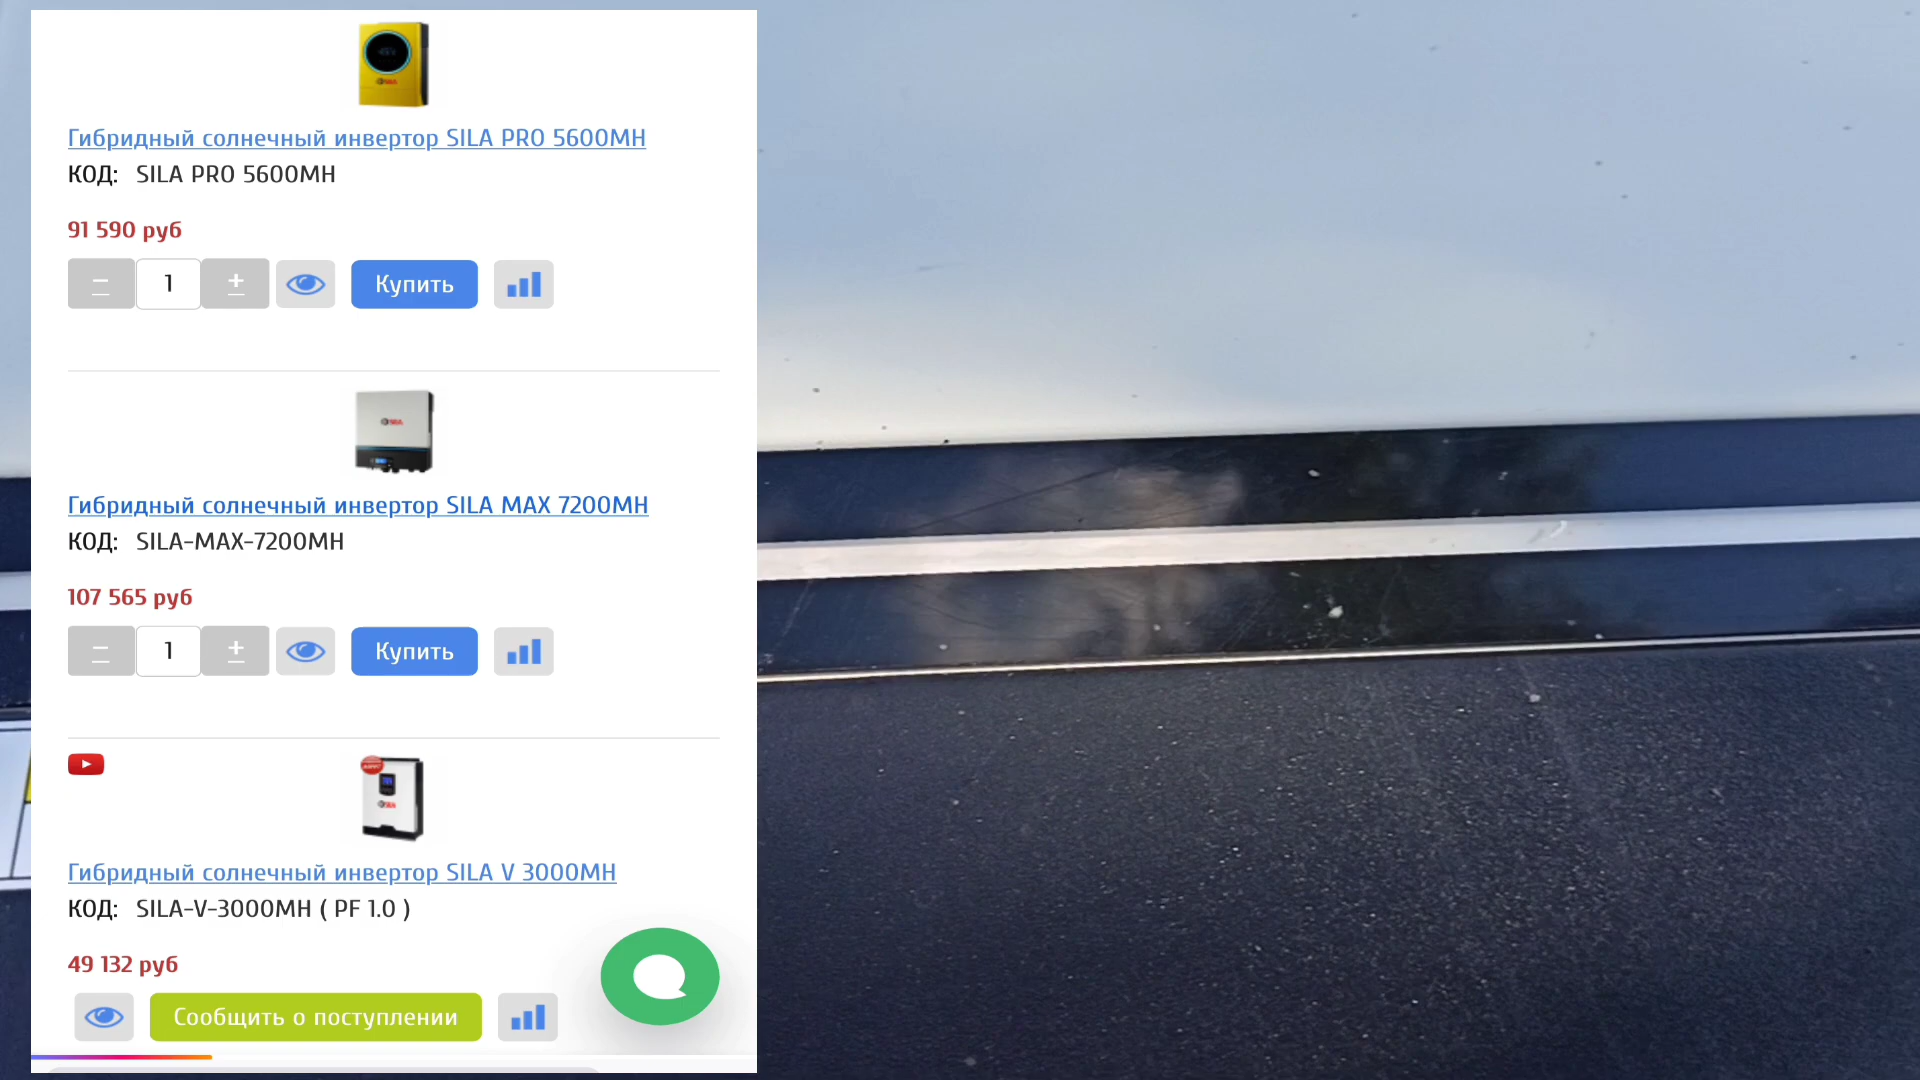 Гибридный солнечный инвертор SILA PRO 5600MH
КОД: SILA PRO 5600MH
91 590 руб
− 1 + Купить
SILA
Гибридный солнечный инвертор SILA MAX 7200MH
КОД: SILA-MAX-7200MH
107 565 руб
− 1 + Купить
SILA
Гибридный солнечный инвертор SILA V 3000MH
КОД: SILA-V-3000MH ( PF 1.0 )
49 132 руб
Сообщить о поступлении